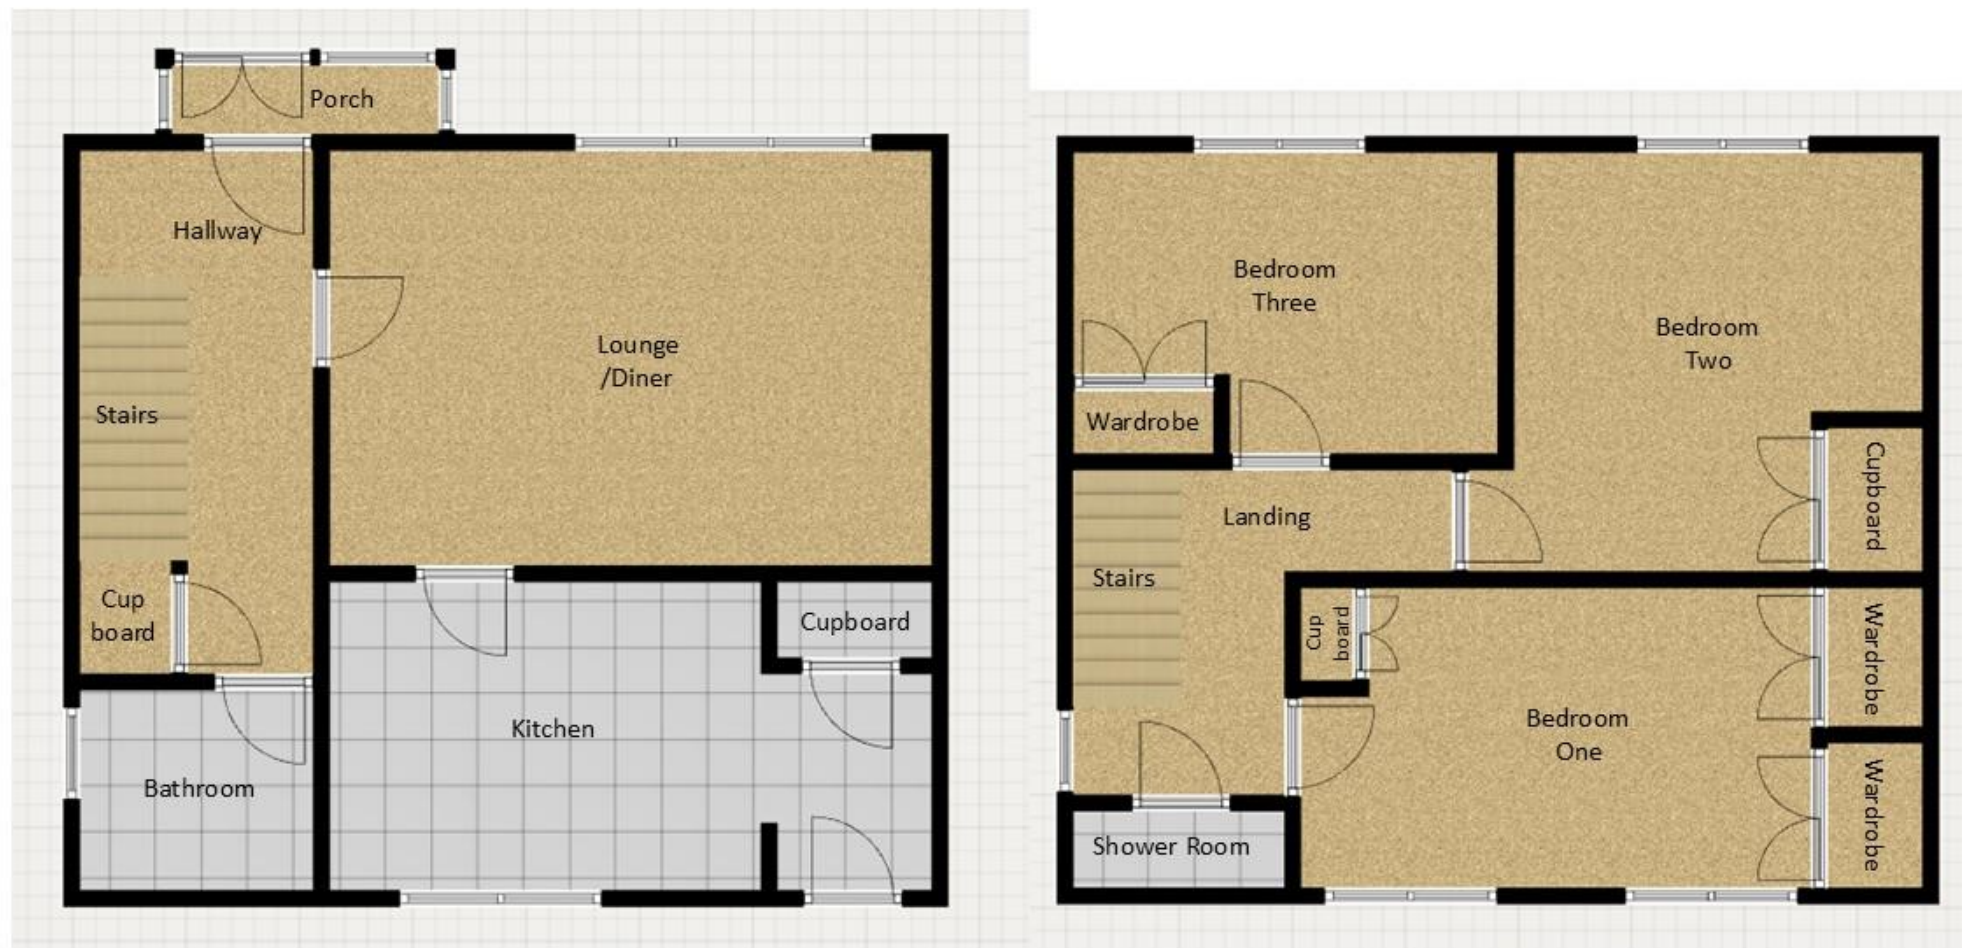 Porch
Hallway
Lounge
/Diner
Stairs
Cup
board
Cupboard
Kitchen
Bathroom
Bedroom
Three
Bedroom
Two
Wardrobe
Cupboard
Landing
Stairs
Cup
board
Wardrobe
Bedroom
One
Wardrobe
Shower Room